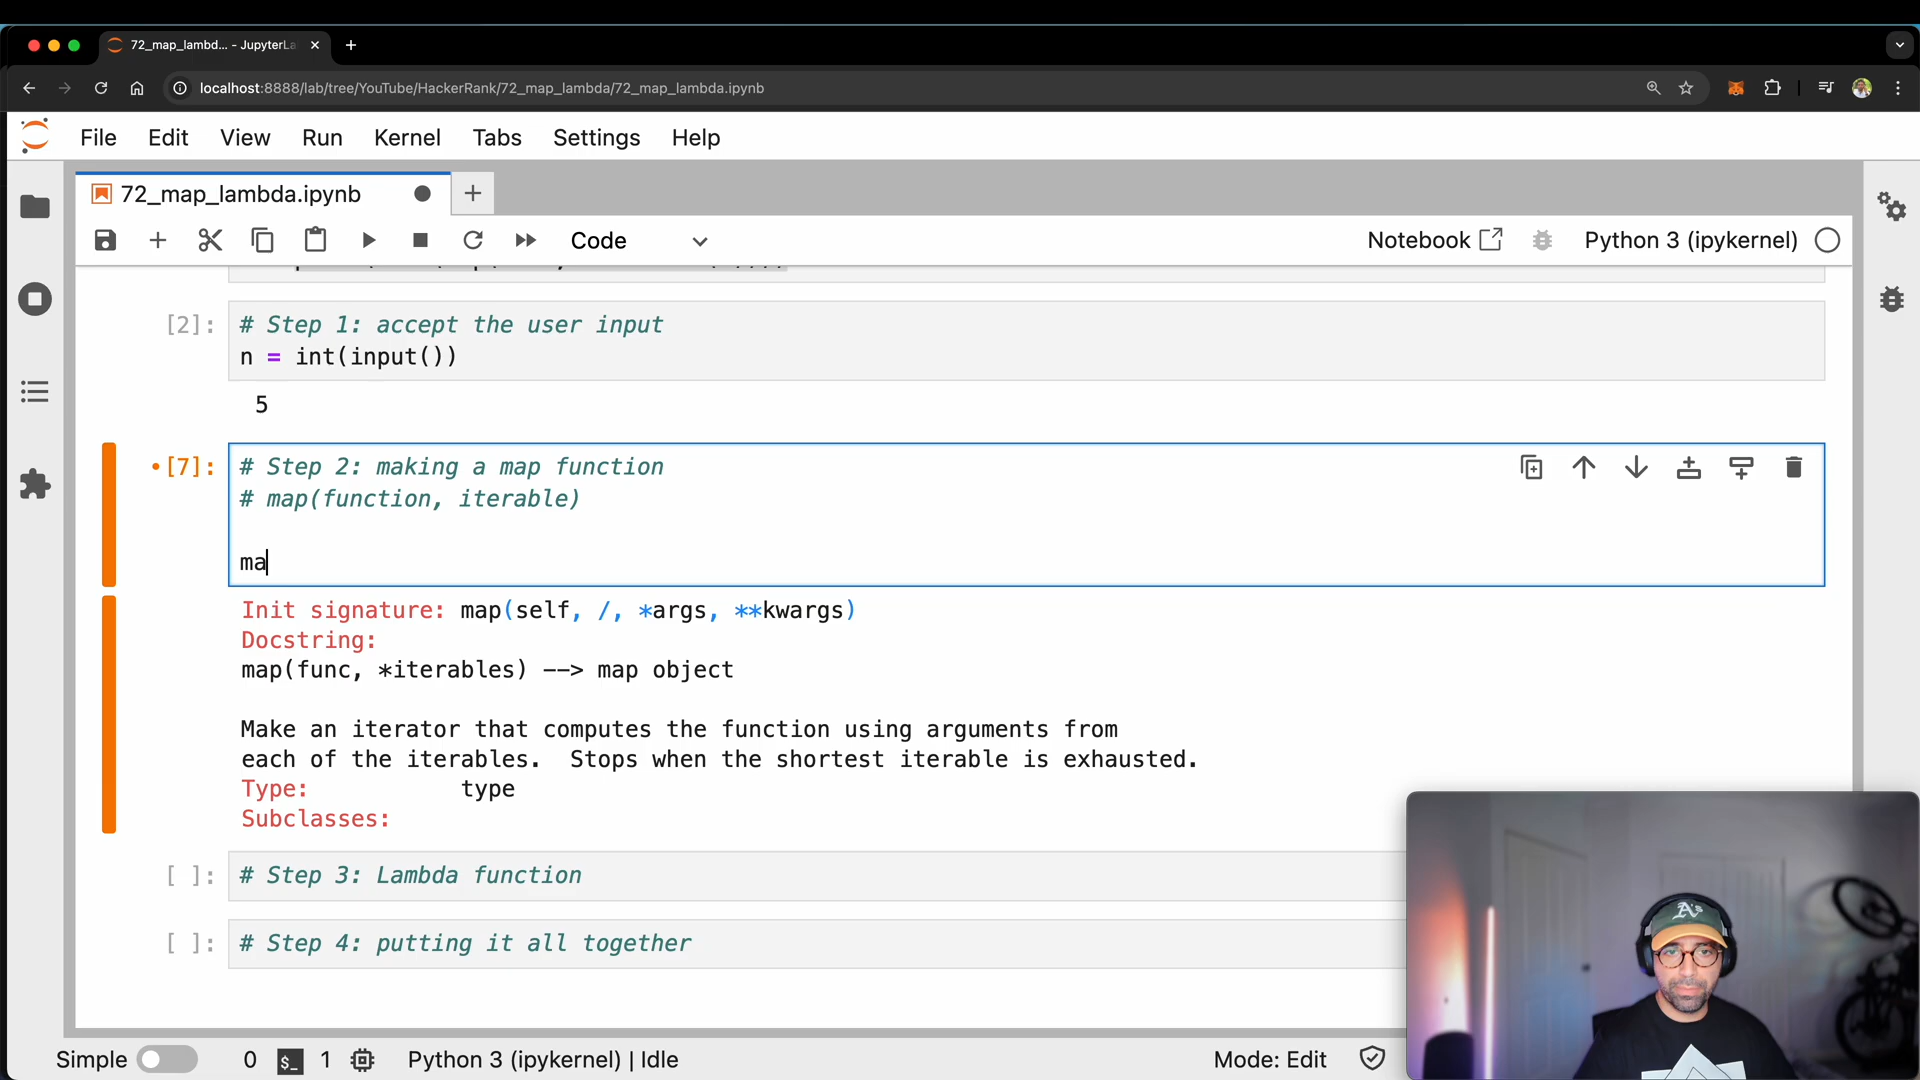 72_map_lambd... - JupyterLa
localhost:8888/lab/tree/YouTube/HackerRank/72_map_lambda/72_map_lambda.ipynb
File Edit View Run Kernel Tabs Settings Help
72_map_lambda.ipynb
Code
Notebook
Python 3 (ipykernel)
[2]:
# Step 1: accept the user input
n = int(input())
5
[7]:
# Step 2: making a map function
# map(function, iterable)
ma
Init signature: map(self, /, *args, **kwargs)
Docstring:
map(func, *iterables) --> map object
Make an iterator that computes the function using arguments from
each of the iterables.  Stops when the shortest iterable is exhausted.
Type:           type
Subclasses:
[ ]:
# Step 3: Lambda function
[ ]:
# Step 4: putting it all together
A's
Simple
0
$_
1
Python 3 (ipykernel) | Idle
Mode: Edit